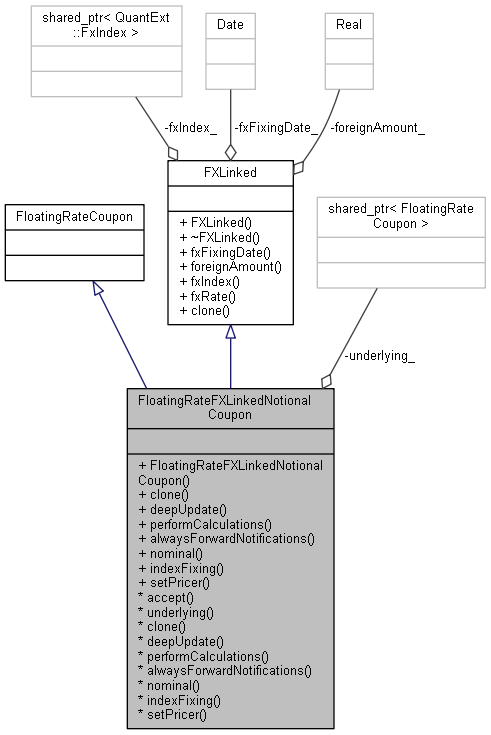 shared_ptr< QuantExt
::FxIndex >
Date
Real
-fxIndex_
-fxFixingDate_
-foreignAmount_
FXLinked
+ FXLinked()
+ ~FXLinked()
+ fxFixingDate()
+ foreignAmount()
+ fxIndex()
+ fxRate()
+ clone()
FloatingRateCoupon
shared_ptr< FloatingRate
Coupon >
-underlying_
FloatingRateFXLinkedNotional
Coupon
+ FloatingRateFXLinkedNotional
Coupon()
+ clone()
+ deepUpdate()
+ performCalculations()
+ alwaysForwardNotifications()
+ nominal()
+ indexFixing()
+ setPricer()
* accept()
* underlying()
* clone()
* deepUpdate()
* performCalculations()
* alwaysForwardNotifications()
* nominal()
* indexFixing()
* setPricer()